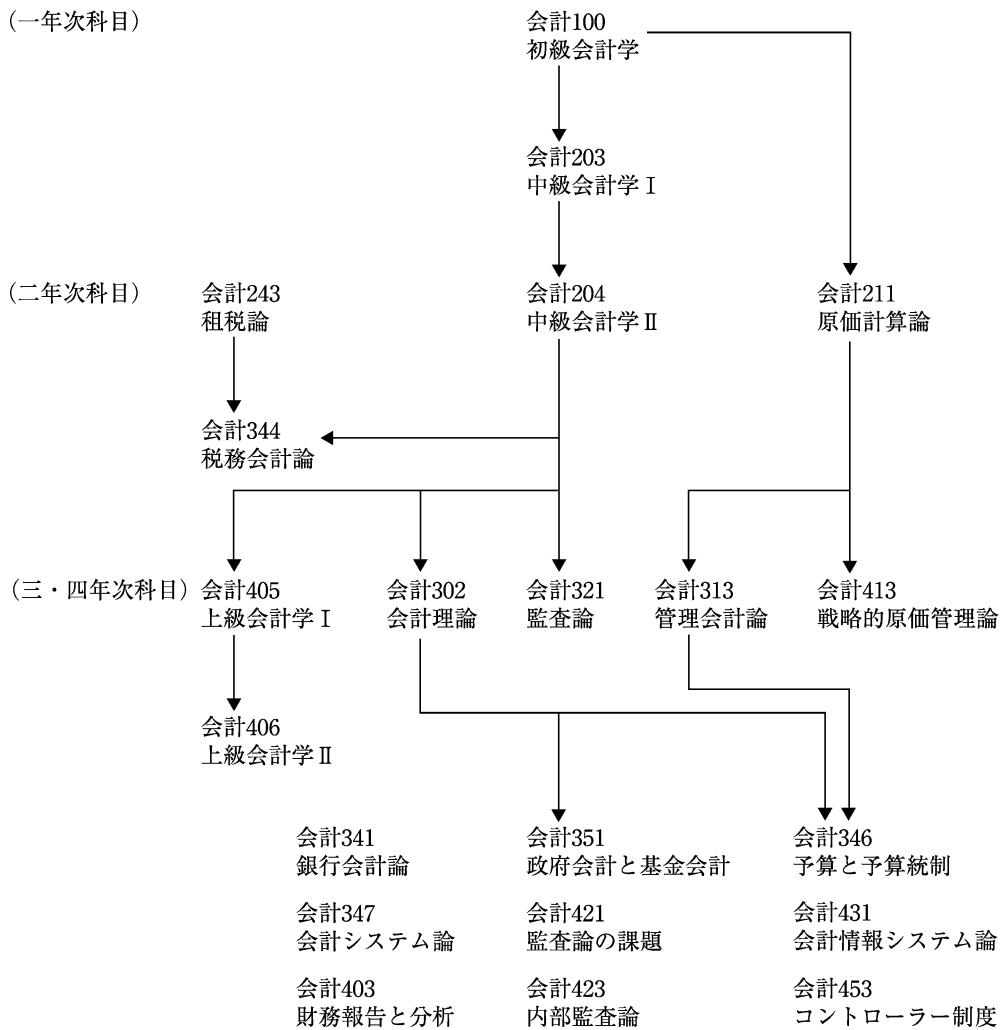 （一年次科目）
会計100
初級会計学
会計203
中級会計学Ⅰ
（二年次科目）
会計243
租税論
会計204
中級会計学Ⅱ
会計211
原価計算論
会計344
税務会計論
（三・四年次科目）
会計405
上級会計学Ⅰ
会計302
会計理論
会計321
監査論
会計313
管理会計論
会計413
戦略的原価管理論
会計406
上級会計学Ⅱ
会計341
銀行会計論
会計351
政府会計と基金会計
会計346
予算と予算統制
会計347
会計システム論
会計421
監査論の課題
会計431
会計情報システム論
会計403
財務報告と分析
会計423
内部監査論
会計453
コントローラー制度